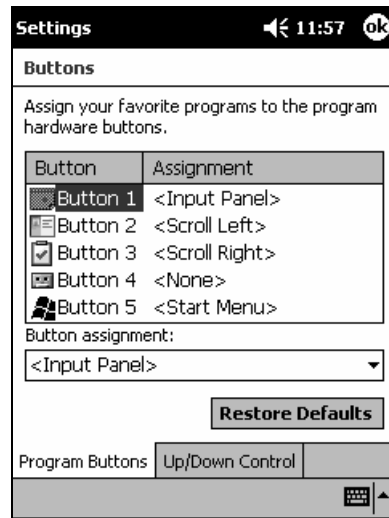 Settings 11:57 ok
Buttons
Assign your favorite programs to the program
hardware buttons.
Button Assignment
Button 1 <Input Panel>
Button 2 <Scroll Left>
Button 3 <Scroll Right>
Button 4 <None>
Button 5 <Start Menu>
Button assignment:
<Input Panel>
Restore Defaults
Program Buttons Up/Down Control